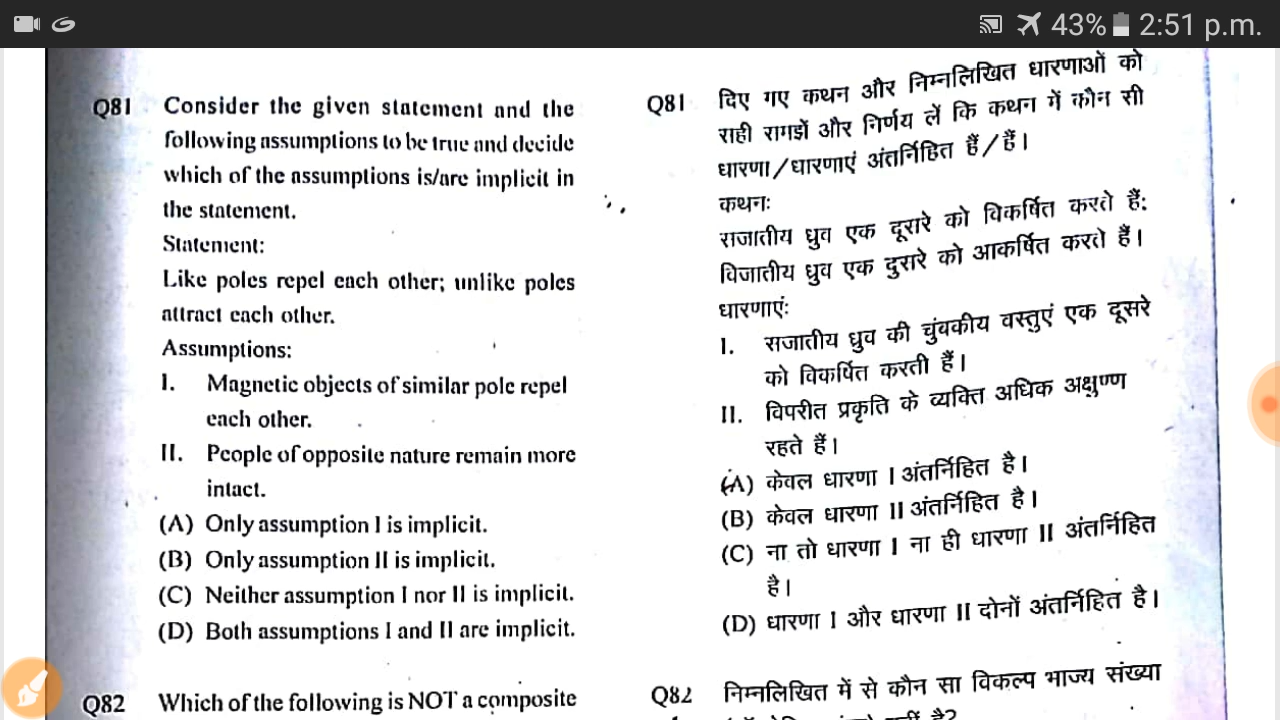 43% 2:51 p.m.
Q81 Consider the given statement and the
following assumptions to be true and decide
which of the assumptions is/are implicit in
the statement.
Statement:
Like poles repel each other; unlike poles
attract each other.
Assumptions:
I. Magnetic objects of similar pole repel
each other.
II. People of opposite nature remain more
intact.
(A) Only assumption I is implicit.
(B) Only assumption II is implicit.
(C) Neither assumption I nor II is implicit.
(D) Both assumptions I and II are implicit.
Q82 Which of the following is NOT a composite
Q81 दिए गए कथन और निम्नलिखित धारणाओं को
सही समझें और निर्णय लें कि कथन में कौन सी
धारणा/धारणाएं अंतर्निहित हैं/हैं।
कथनः
सजातीय ध्रुव एक दूसरे को विकर्षित करते हैं:
विजातीय ध्रुव एक दुसरे को आकर्षित करते हैं।
धारणाएंः
I. सजातीय ध्रुव की चुंवकीय वस्तुएं एक दूसरे
को विकर्षित करती हैं।
II. विपरीत प्रकृति के व्यक्ति अधिक अक्षुण्ण
रहते हैं।
(A) केवल धारणा I अंतर्निहित है।
(B) केवल धारणा II अंतर्निहित है।
(C) ना तो धारणा I ना ही धारणा II अंतर्निहित
है।
(D) धारणा I और धारणा II दोनों अंतर्निहित है।
Q82 निम्नलिखित में से कौन सा विकल्प भाज्य संख्या